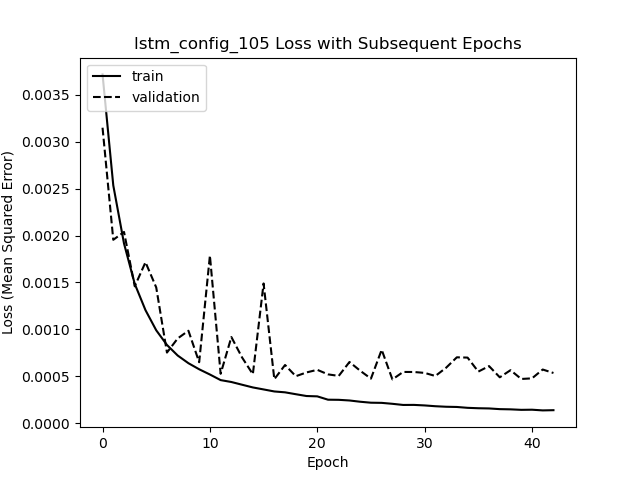 lstm_config_105 Loss with Subsequent Epochs
train
validation
0.0035
0.0030
0.0025
0.0020
0.0015
0.0010
0.0005
0.0000
Loss (Mean Squared Error)
0
10
20
30
40
Epoch